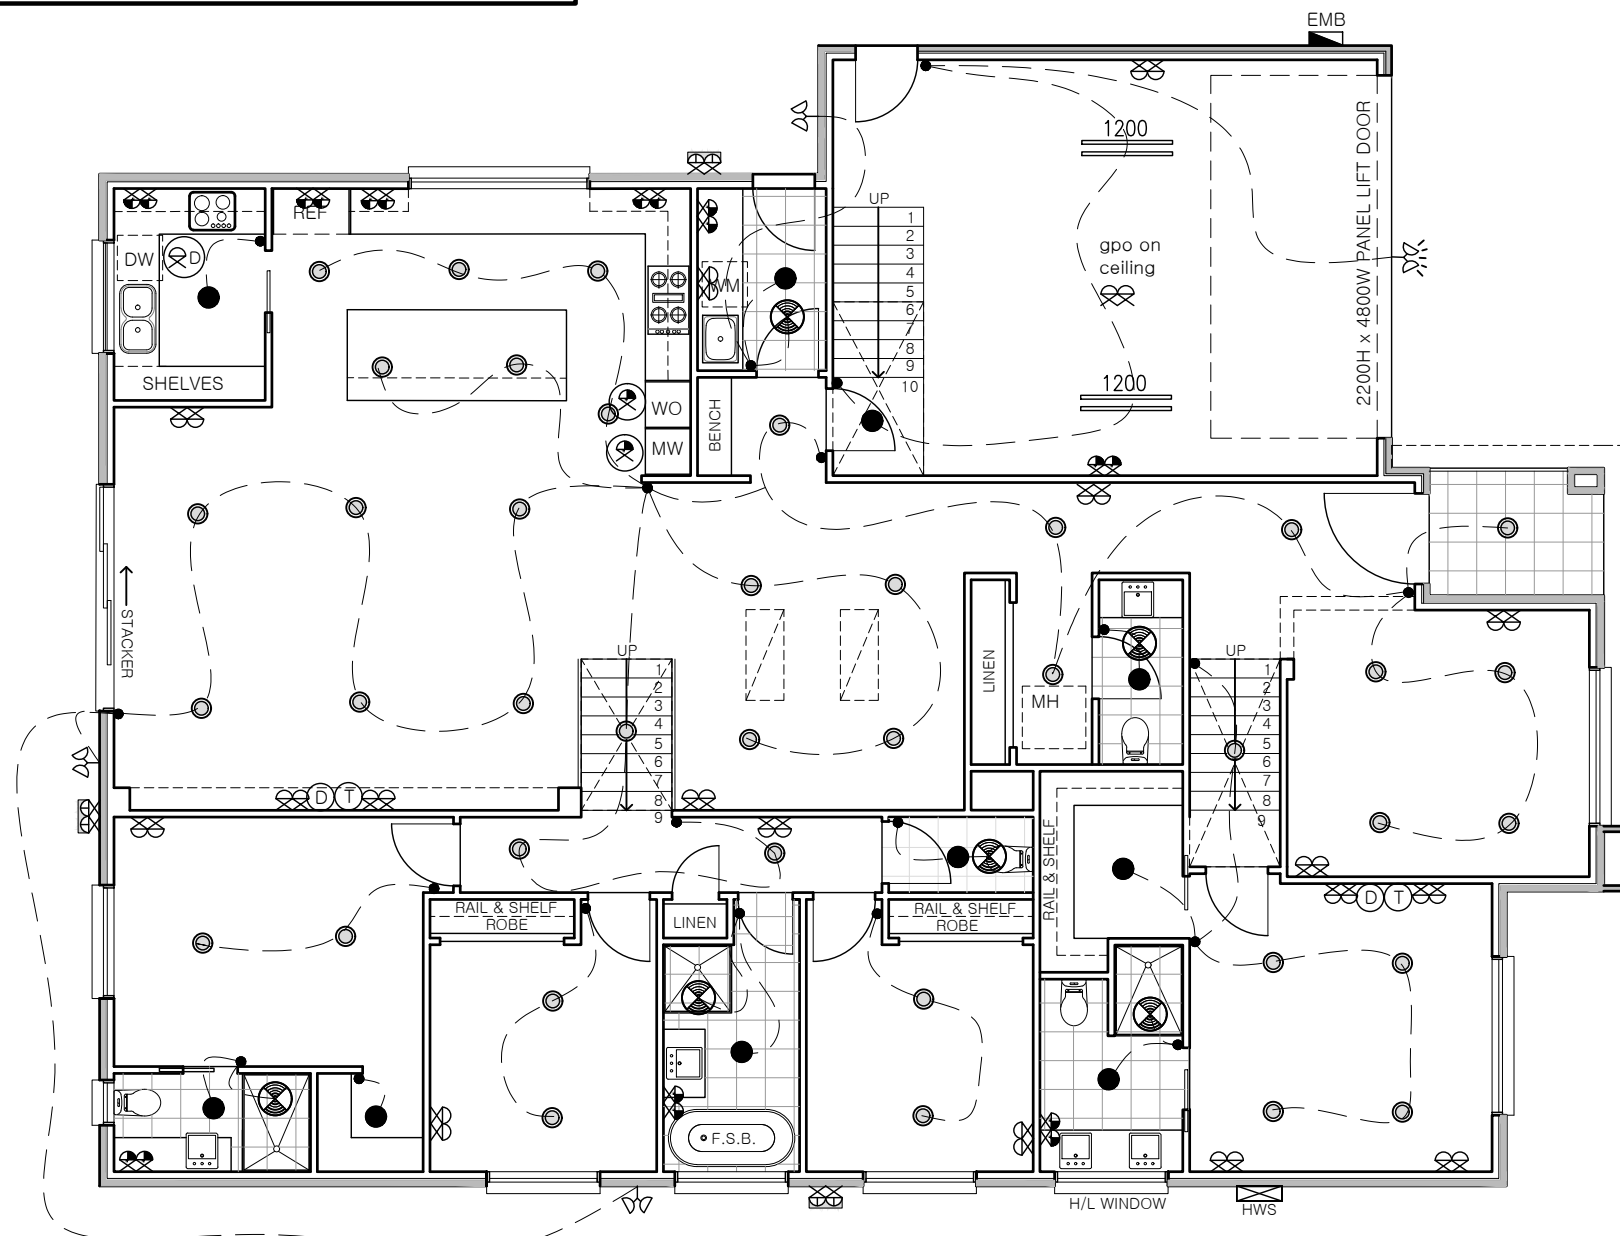 EMB
1200
2200H x 4800W PANEL LIFT DOOR
REF
UP
1
2
3
4
5
6
7
8
9
10
DW
D
gpo on
ceiling
WM
SHELVES
1200
WO
BENCH
MW
STACKER
UP
1
2
3
4
5
6
7
8
9
LINEN
MH
UP
1
2
3
4
5
6
7
8
9
D T
RAIL & SHELF
D T
RAIL & SHELF
ROBE
LINEN
RAIL & SHELF
ROBE
F.S.B.
H/L WINDOW
HWS